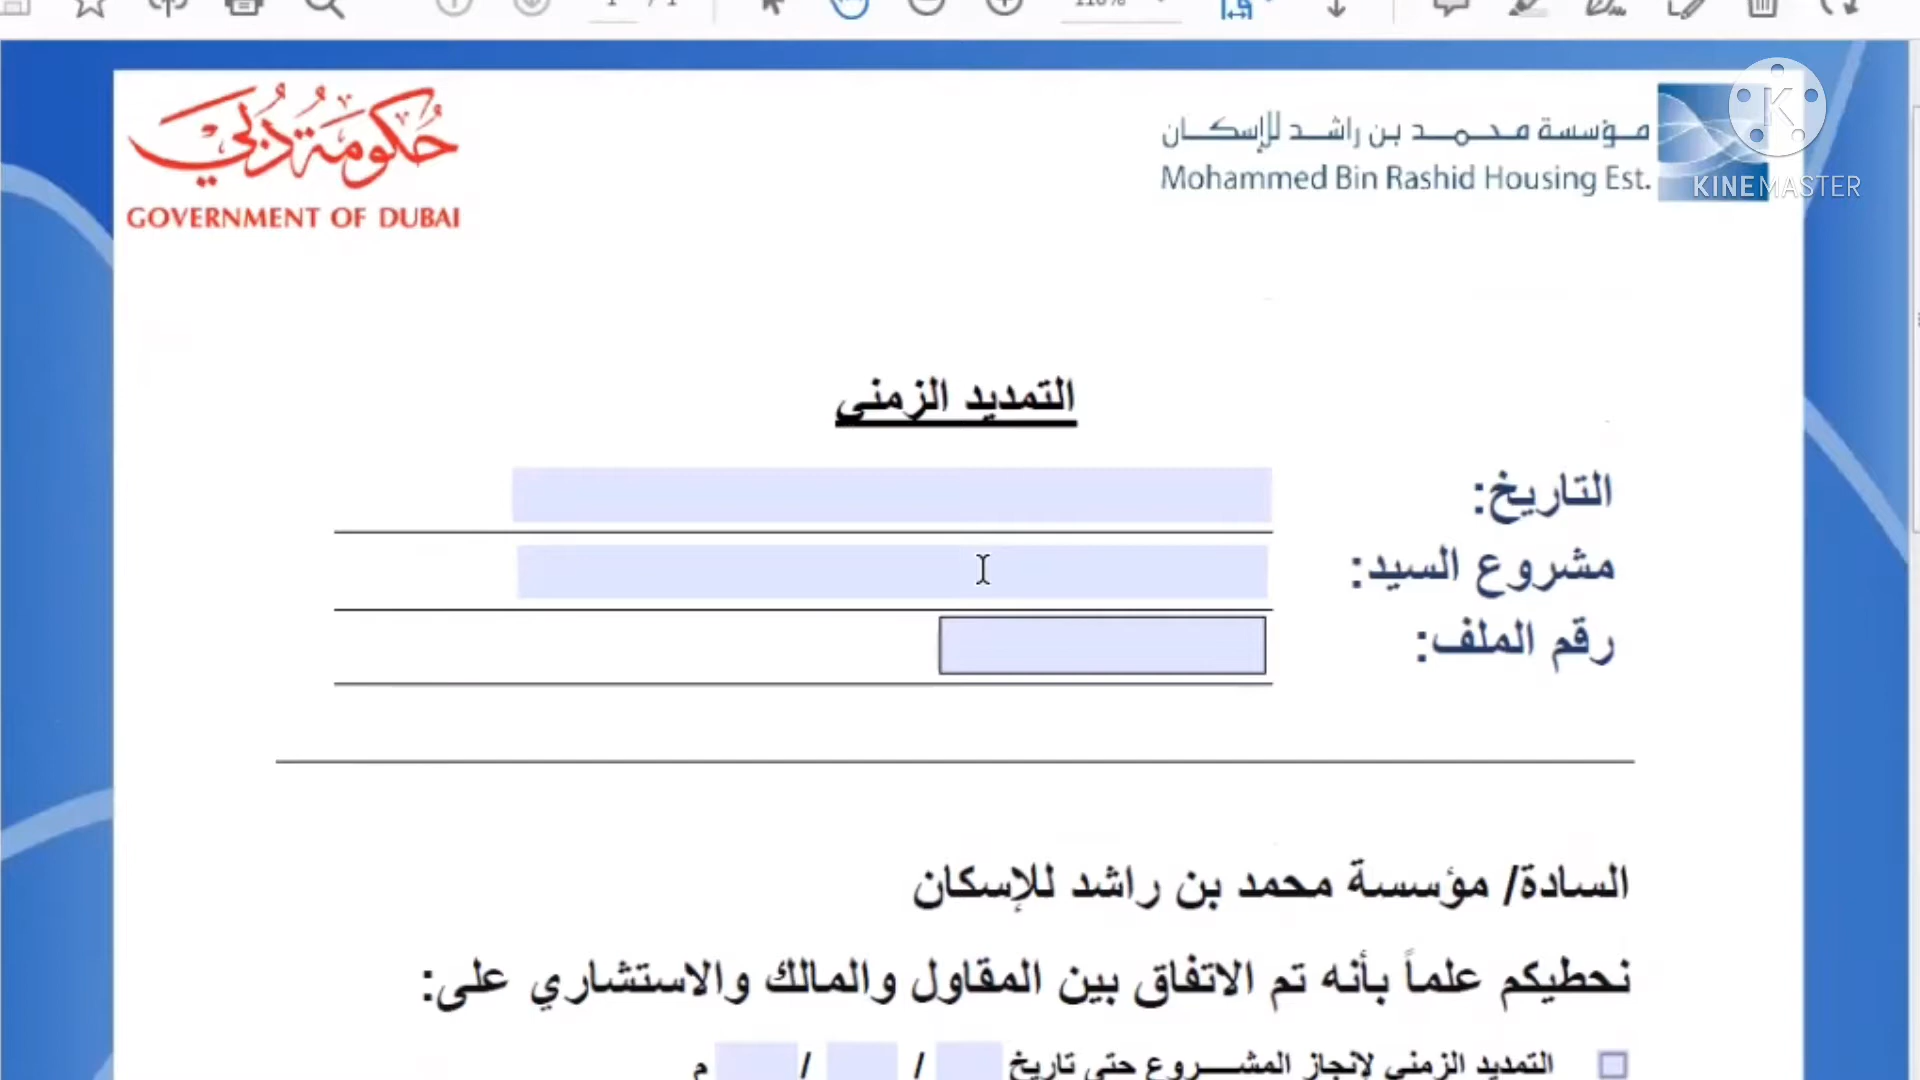 حكومة دبي
GOVERNMENT OF DUBAI
مؤسسة محمد بن راشد للإسكان
Mohammed Bin Rashid Housing Est.
KINEMASTER
التمديد الزمني
التاريخ:
مشروع السيد:
رقم الملف:
السادة/ مؤسسة محمد بن راشد للإسكان
نحطيكم علماً بأنه تم الاتفاق بين المقاول والمالك والاستشاري على:
التمديد الزمني لإنجاز المشروع حتى تاريخ / / م